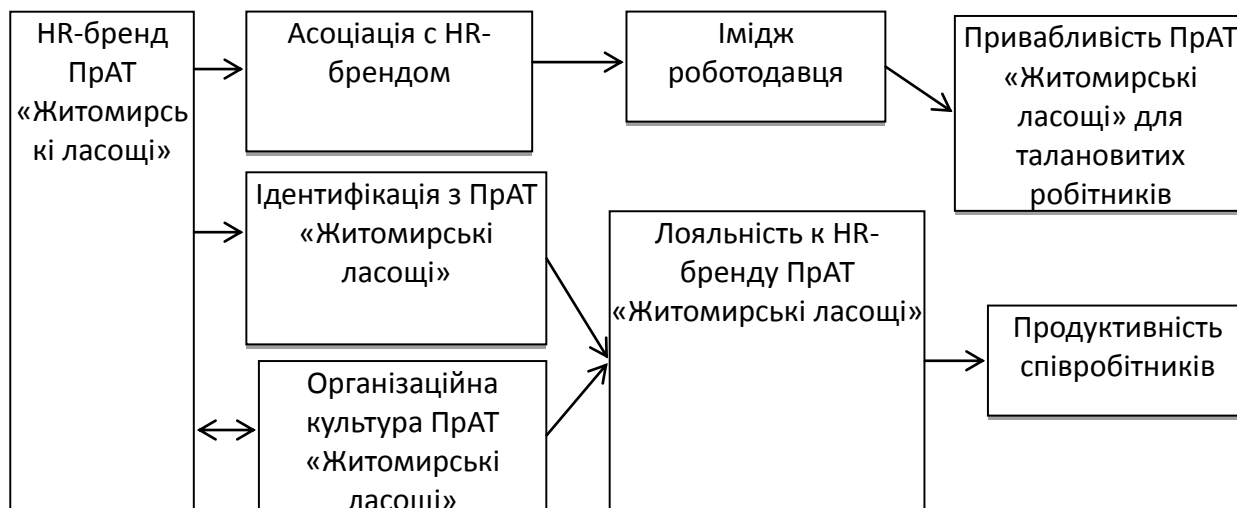 HR-бренд
ПрАТ
«Житомирсь
кі ласощі»
Асоціація с HR-
брендом
Імідж
роботодавця
Привабливість ПрАТ
«Житомирські
ласощі» для
талановитих
робітників
Ідентифікація з ПрАТ
«Житомирські
ласощі»
Лояльність к HR-
бренду ПрАТ
«Житомирські ласощі»
Продуктивність
співробітників
Організаційна
культура ПрАТ
«Житомирські
ласощі»